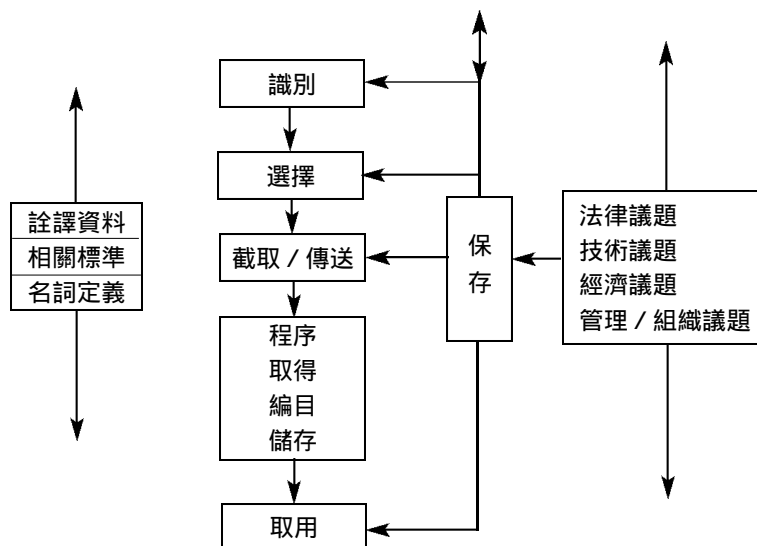 詮譯資料
相關標準
名詞定義
識別
選擇
截取 / 傳送
程序
取得
編目
儲存
取用
保
存
法律議題
技術議題
經濟議題
管理 / 組織議題